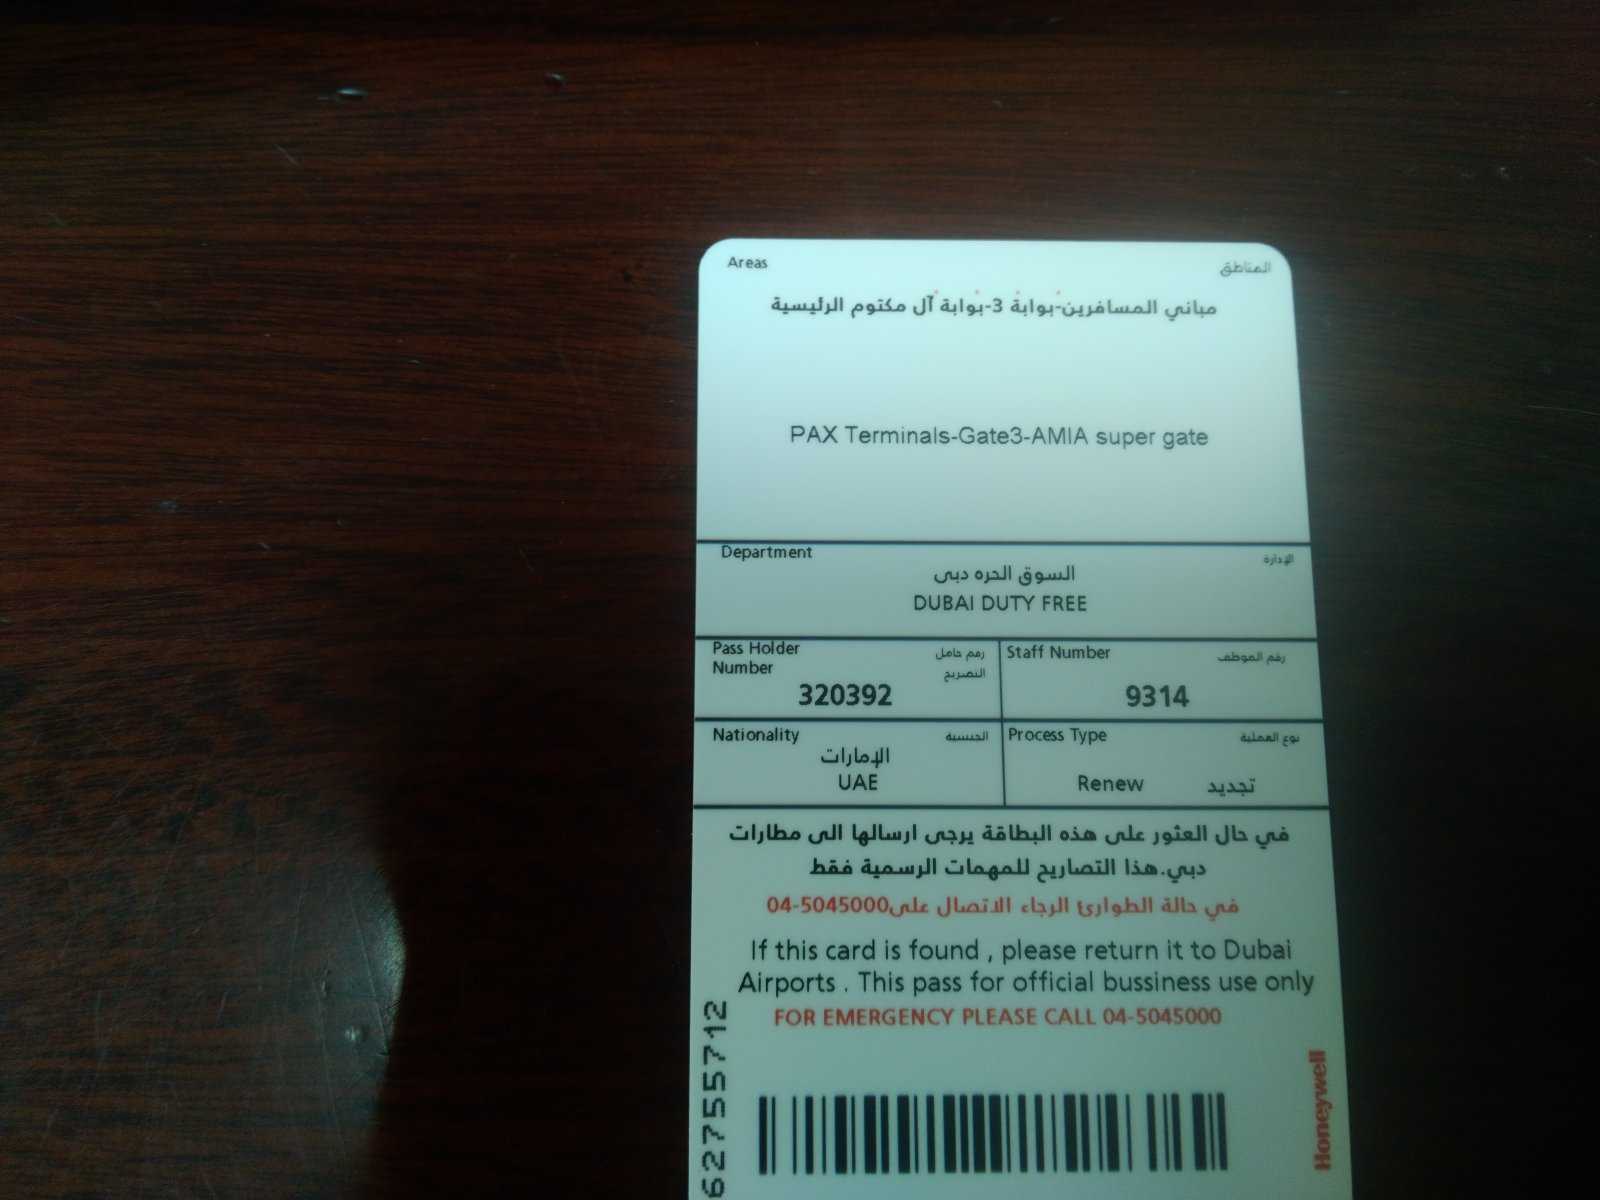 Areas المناطق
مباني المسافرين-بوابة 3-بوابة آل مكتوم الرئيسية
PAX Terminals-Gate3-AMIA super gate
Department الإدارة
السوق الحره دبى
DUBAI DUTY FREE
Pass Holder رقم حامل
Number التصريح
320392
Staff Number رقم الموظف
9314
Nationality الجنسية
الإمارات
UAE
Process Type نوع العملية
Renew تجديد
في حال العثور على هذه البطاقة يرجى ارسالها الى مطارات
دبي.هذا التصاريح للمهمات الرسمية فقط
في حالة الطوارئ الرجاء الاتصال على04-5045000
If this card is found , please return it to Dubai
Airports . This pass for official bussiness use only
FOR EMERGENCY PLEASE CALL 04-5045000
62755712
Honeywell